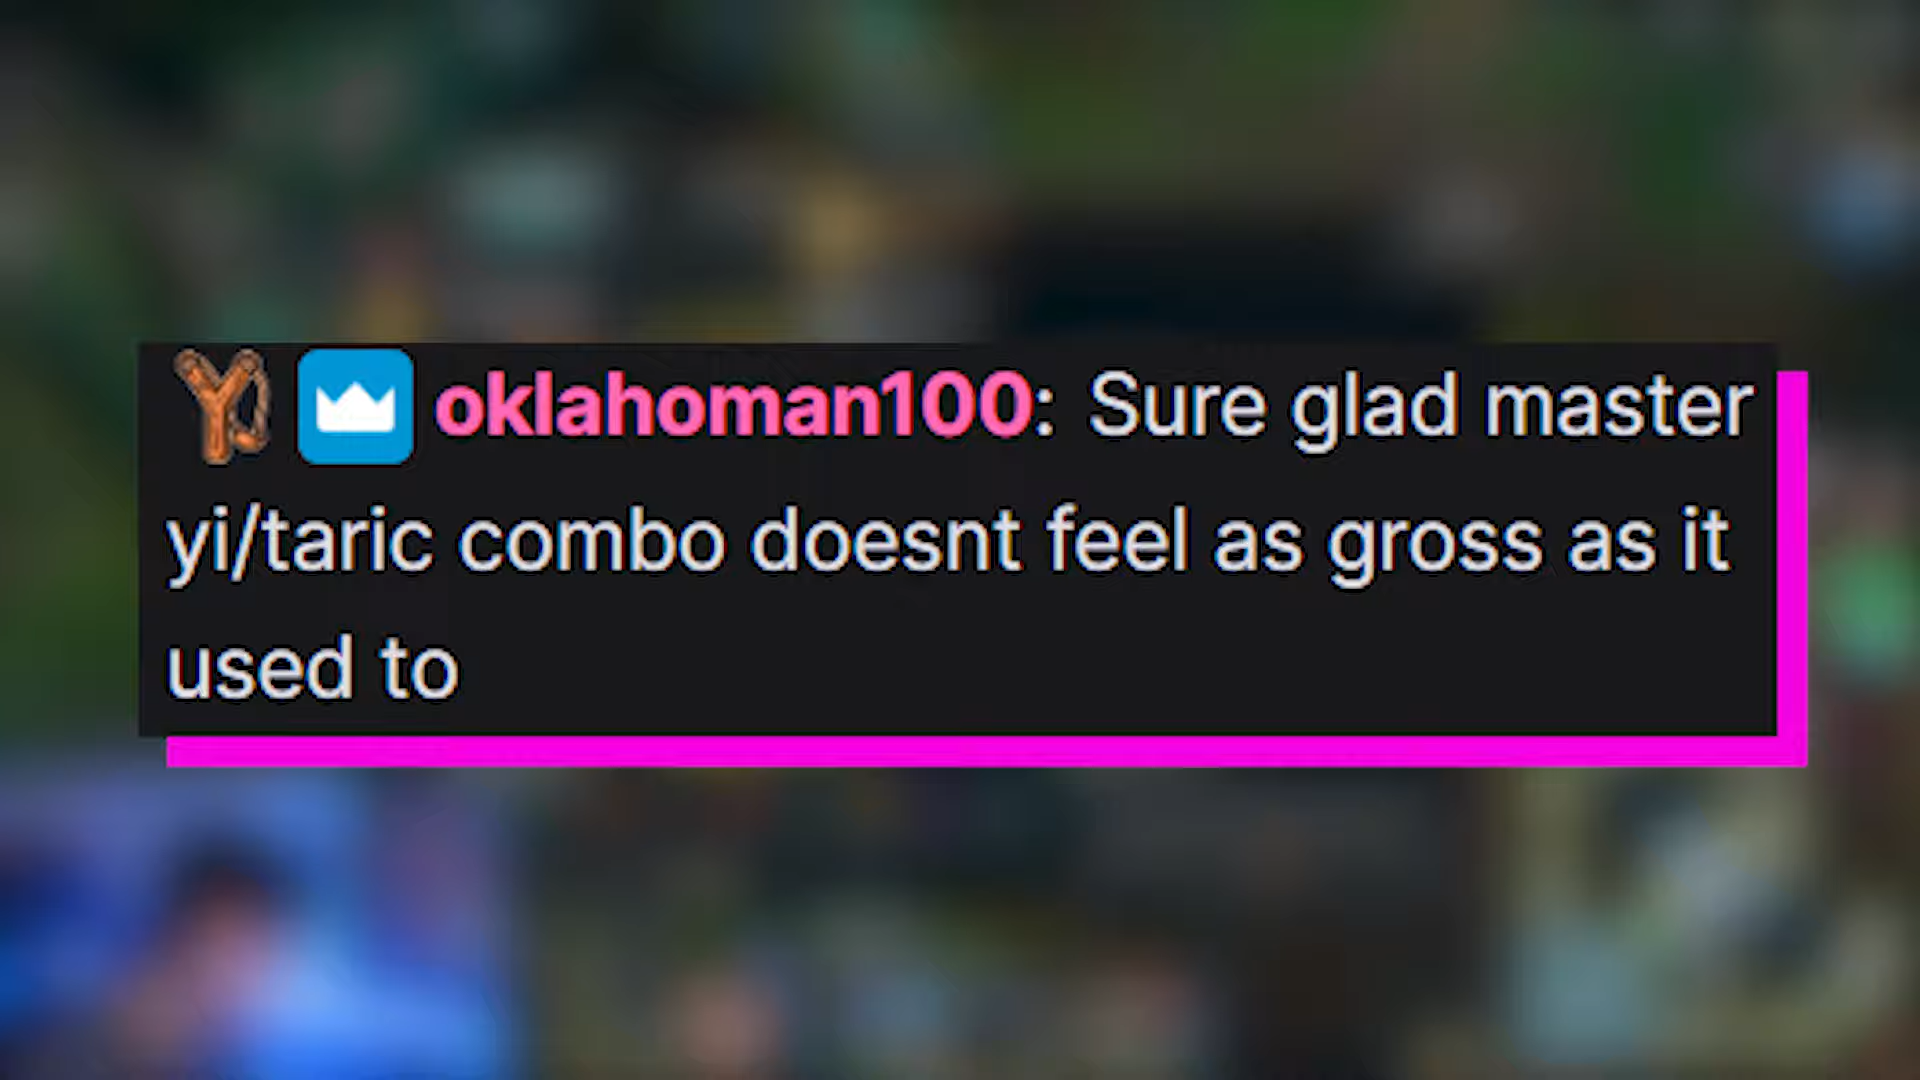 oklahoman100: Sure glad master
yi/taric combo doesnt feel as gross as it
used to